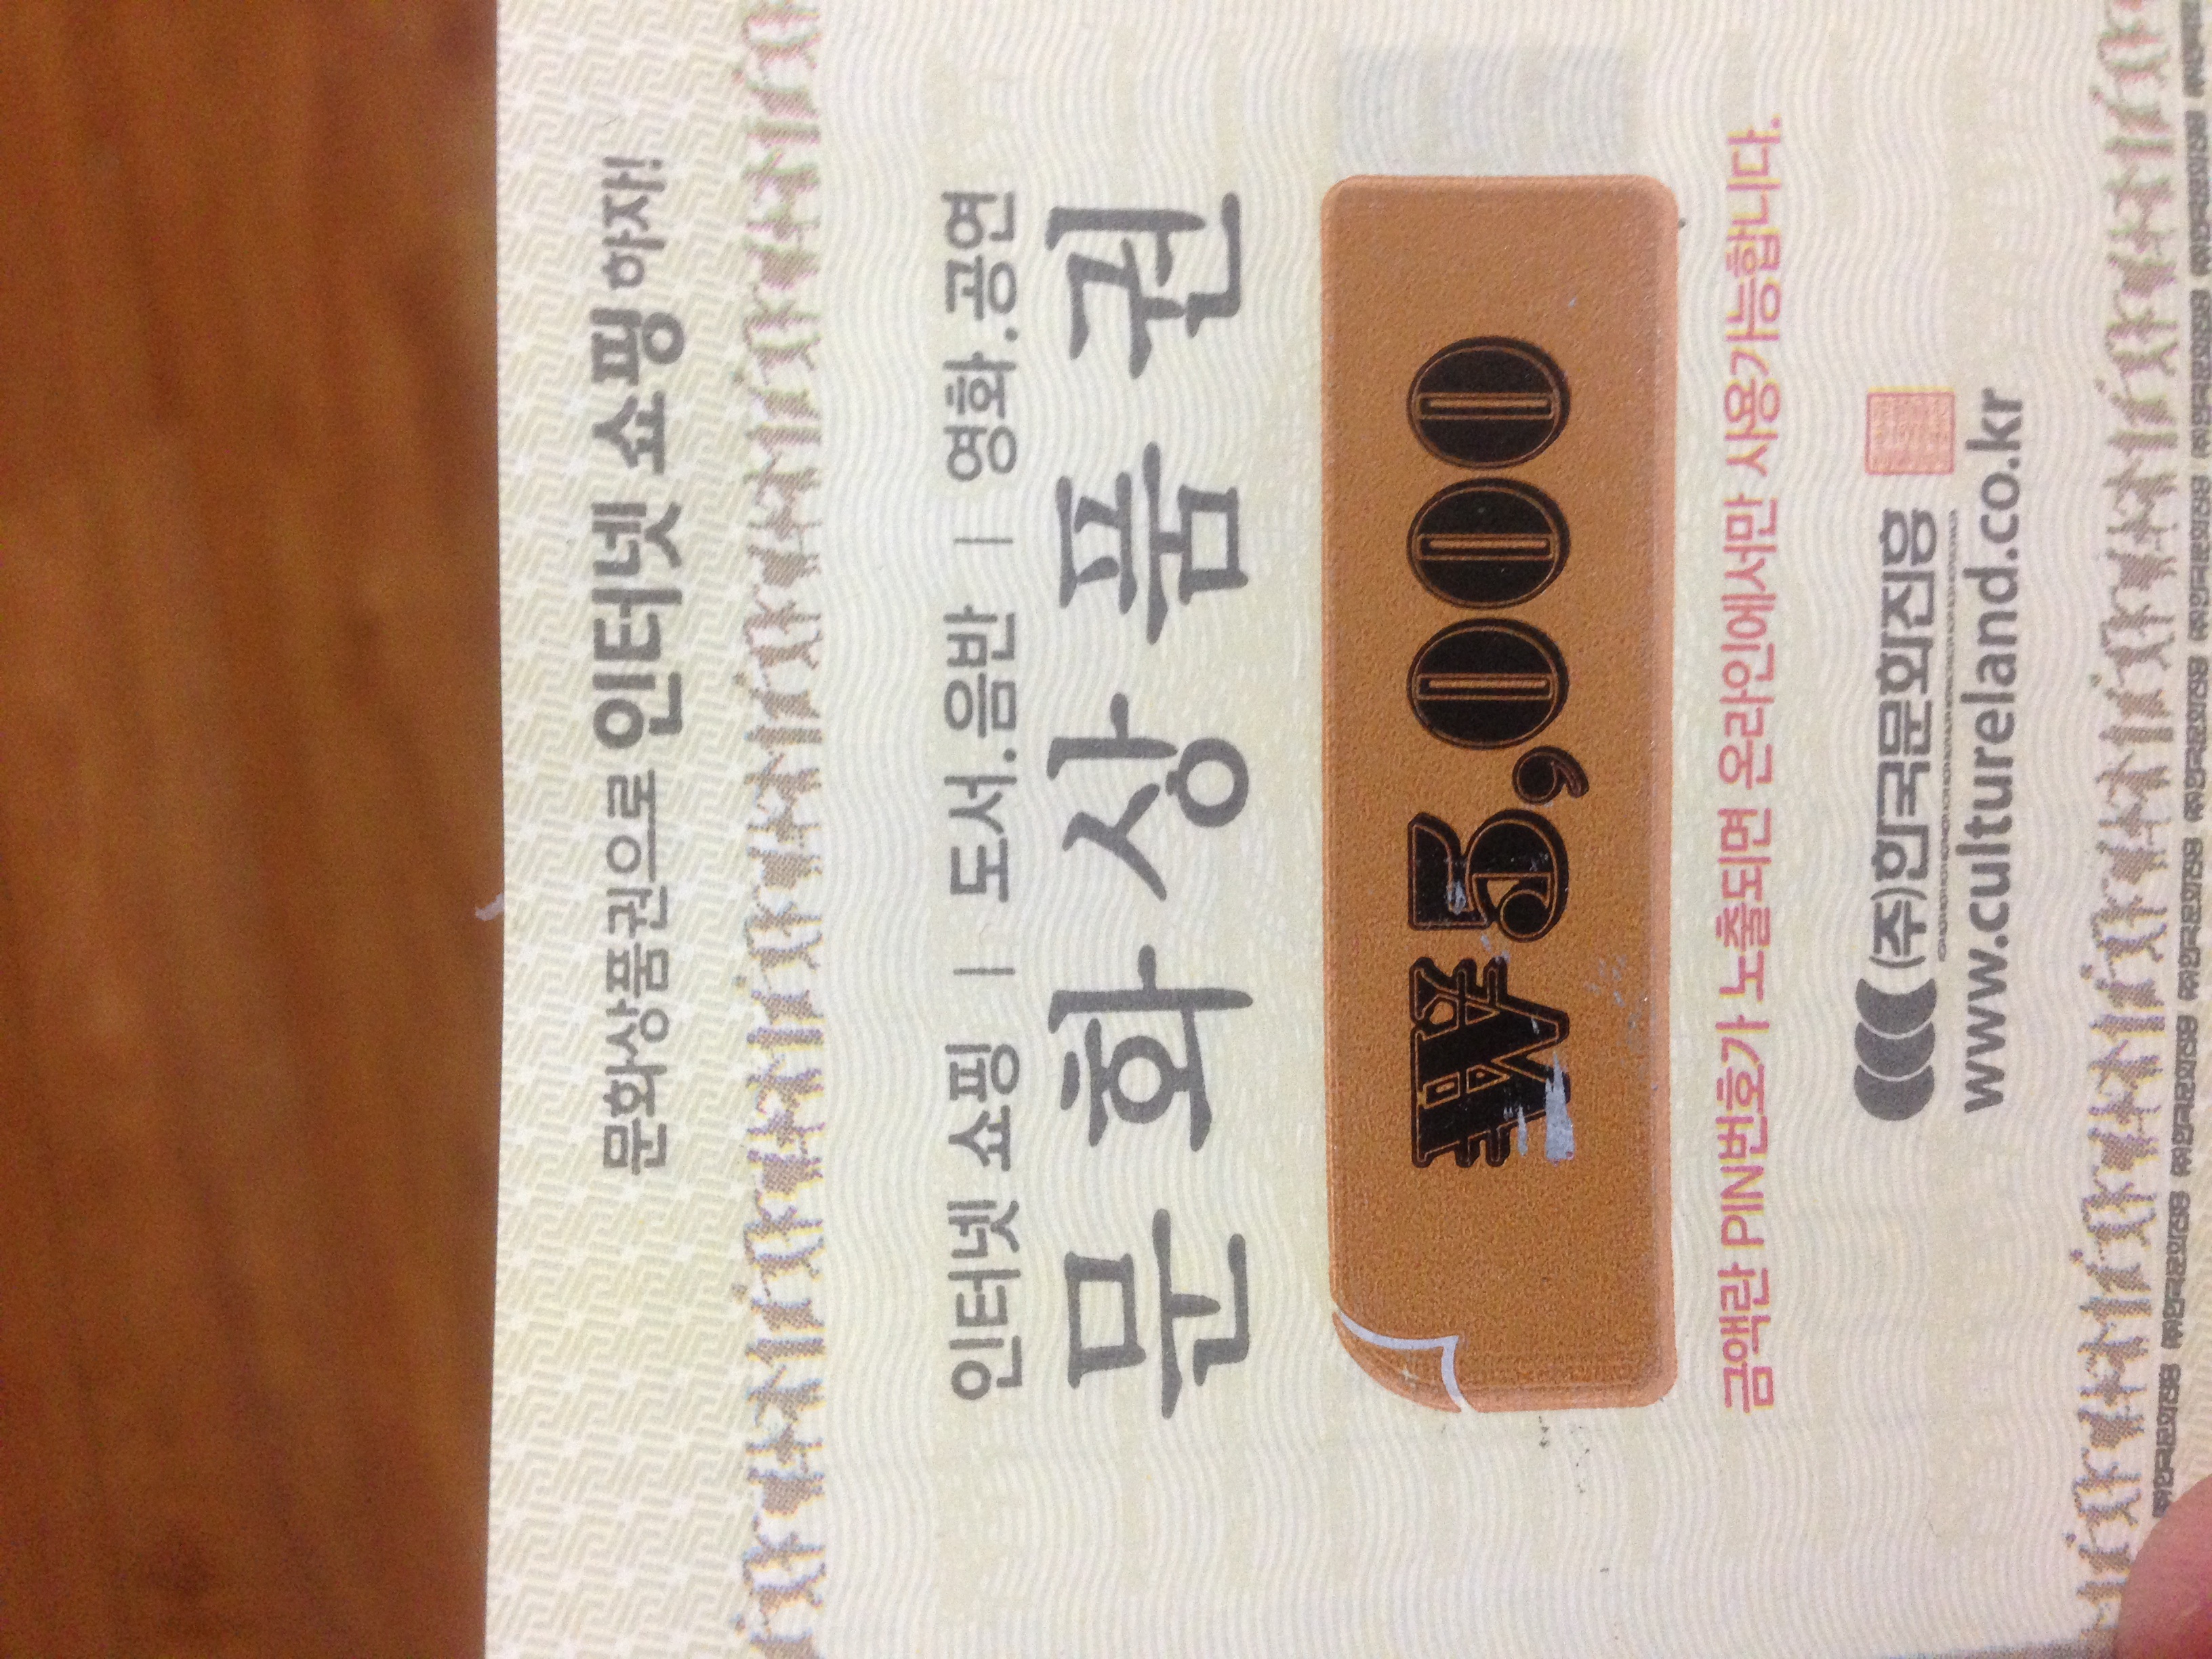 문화상품권으로 인터넷 쇼핑 하자!
인터넷 쇼핑 | 도서.음반 | 영화.공연
문화상품권
₩5,000
금액란 PIN번호가 노출되면 온라인에서만 사용가능합니다.
(주)한국문화진흥
www.cultureland.co.kr